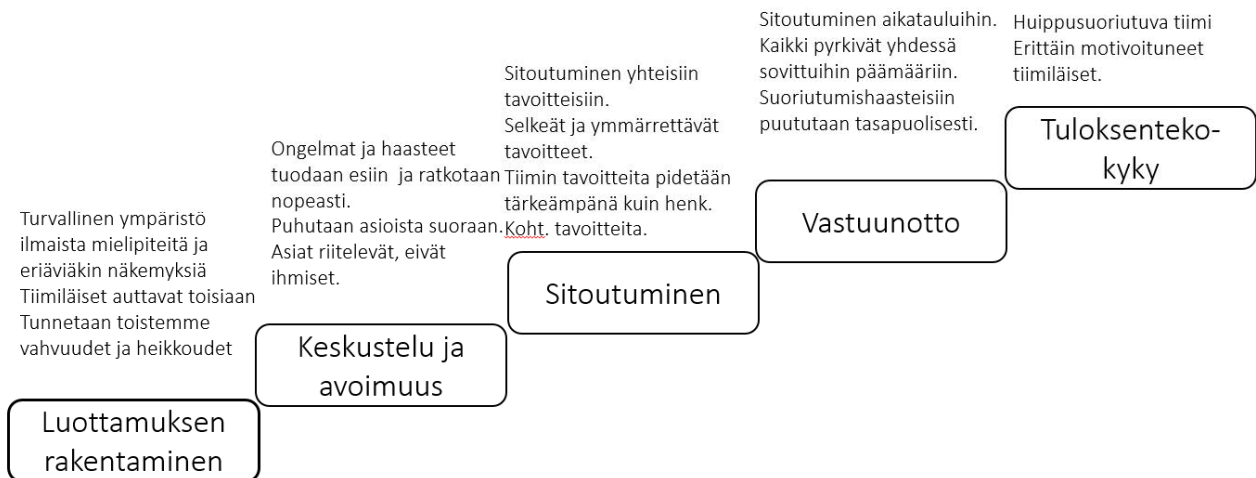 Turvallinen ympäristö
ilmaista mielipiteitä ja
eriäviäkin näkemyksiä
Tiimiläiset auttavat toisiaan
Tunnetaan toistemme
vahvuudet ja heikkoudet
Luottamuksen
rakentaminen
Ongelmat ja haasteet
tuodaan esiin ja ratkotaan
nopeasti.
Puhutaan asioista suoraan.
Asiat riitelevät, eivät
ihmiset.
Keskustelu ja
avoimuus
Sitoutuminen yhteisiin
tavoitteisiin.
Selkeät ja ymmärrettävät
tavoitteet.
Tiimin tavoitteita pidetään
tärkeämpänä kuin henk.
Koht. tavoitteita.
Sitoutuminen
Sitoutuminen aikatauluihin.
Kaikki pyrkivät yhdessä
sovittuihin päämääriin.
Suoriutumishaasteisiin
puututaan tasapuolisesti.
Vastuunotto
Huippusuoriutuva tiimi
Erittäin motivoituneet
tiimiläiset.
Tuloksenteko-
kyky